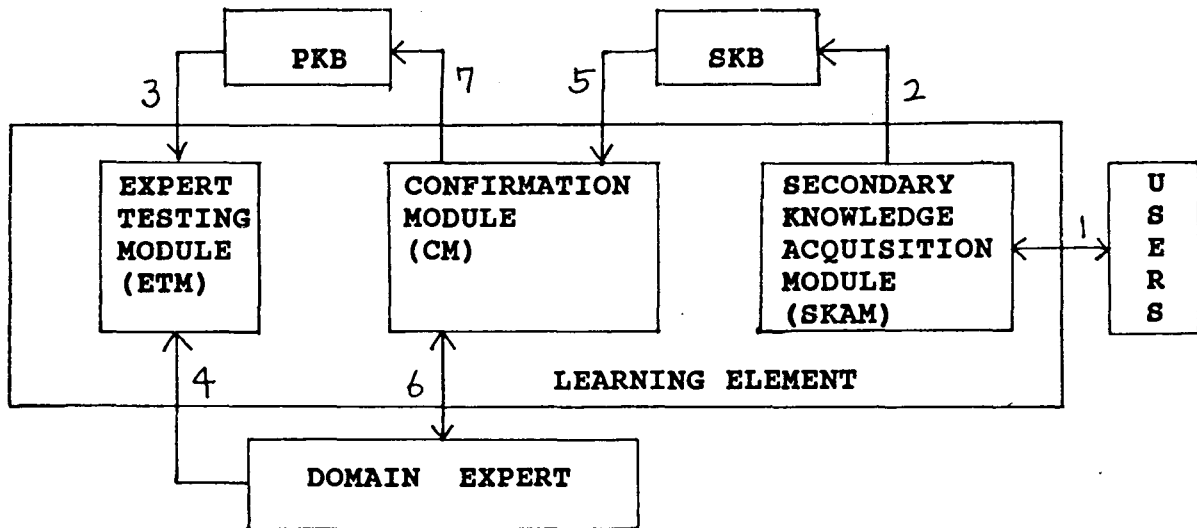 PKB
SKB
3
7
5
2
EXPERT
TESTING
MODULE
(ETM)
CONFIRMATION
MODULE
(CM)
SECONDARY
KNOWLEDGE
ACQUISITION
MODULE
(SKAM)
1
U
S
E
R
S
4
6
LEARNING ELEMENT
DOMAIN EXPERT